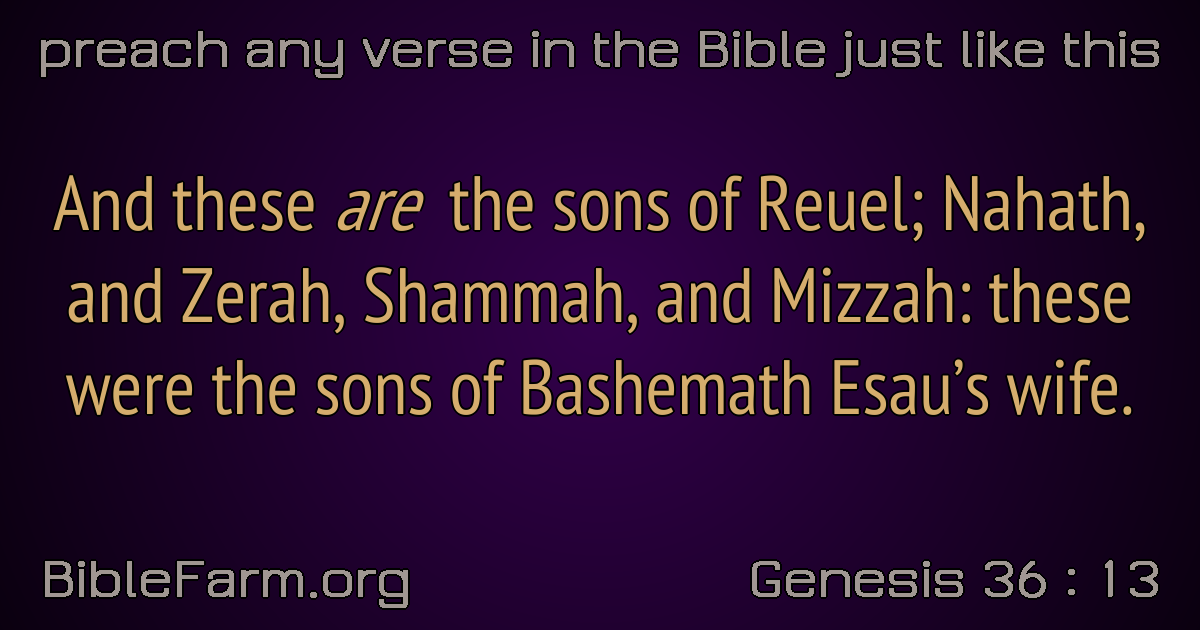 preach any verse in the Bible just like this
And these are the sons of Reuel; Nahath,
and Zerah, Shammah, and Mizzah: these
were the sons of Bashemath Esau’s wife.
BibleFarm.org
Genesis 36 : 13